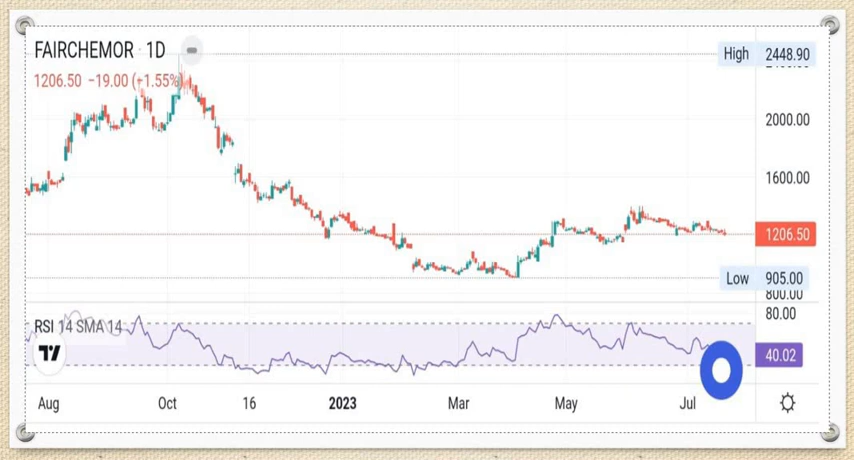 FAIRCHEMOR · 1D
1206.50 −19.00 (−1.55%)
High 2448.90
2000.00
1600.00
1206.50
Low 905.00
800.00
RSI 14 SMA 14
80.00
40.02
Aug Oct 16 2023 Mar May Jul